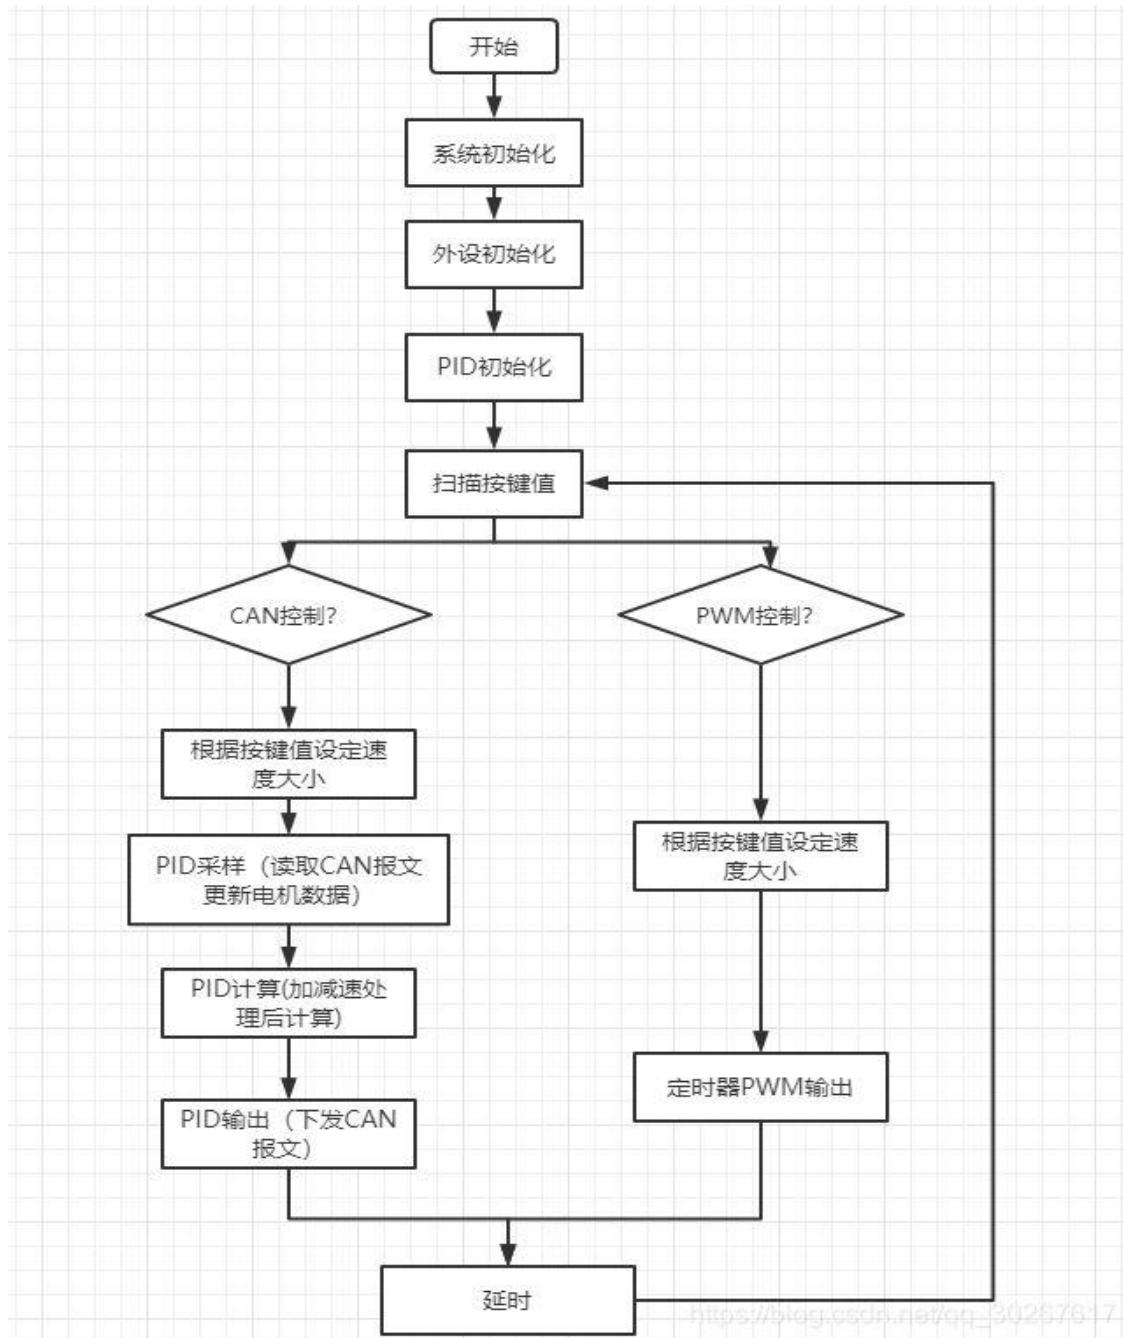 开始
系统初始化
外设初始化
PID初始化
扫描按键值
CAN控制？
PWM控制？
根据按键值设定速
度大小
PID采样（读取CAN报文
更新电机数据）
PID计算(加减速处
理后计算)
PID输出（下发CAN
报文）
根据按键值设定速
度大小
定时器PWM输出
延时
https://blog.csdn.net/qq_30267617